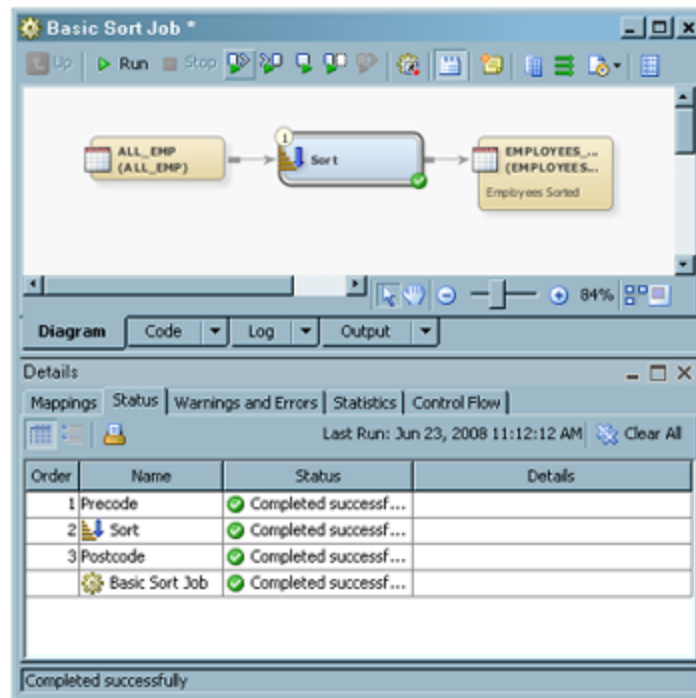 Basic Sort Job *
Up Run Stop
1
ALL_EMP
(ALL_EMP)
Sort
EMPLOYEES_...
(EMPLOYEES...
Employees Sorted
84%
Diagram Code Log Output
Details
Mappings Status Warnings and Errors Statistics Control Flow
Last Run: Jun 23, 2008 11:12:12 AM Clear All
Order Name Status Details
1 Precode Completed successf...
2 Sort Completed successf...
3 Postcode Completed successf...
Basic Sort Job Completed successf...
Completed successfully